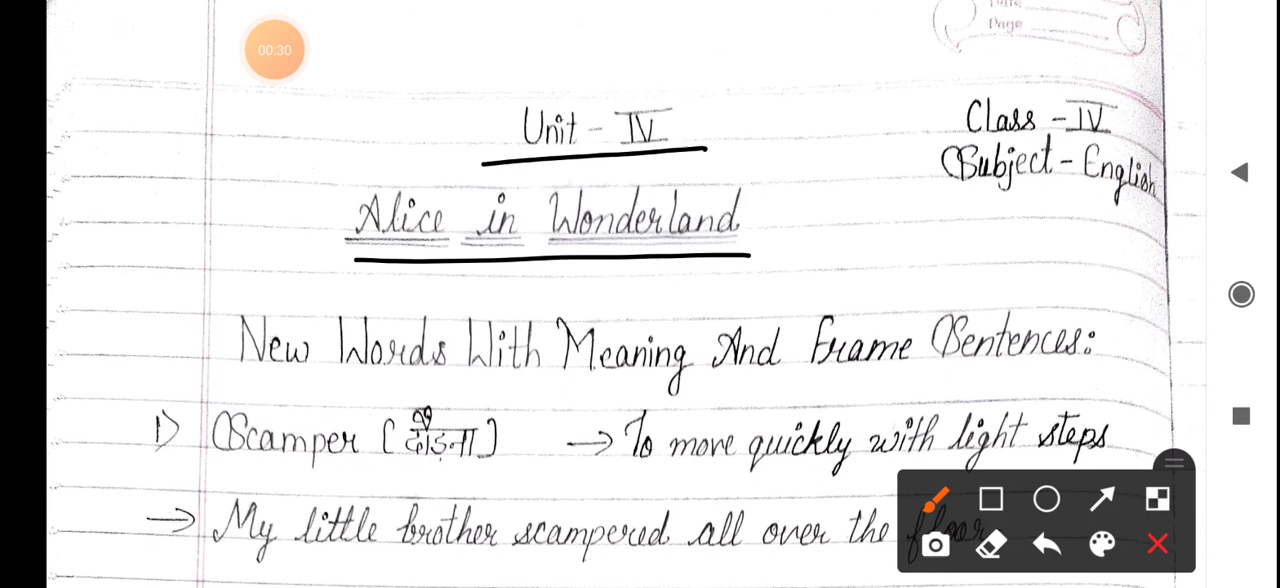 00:30
Date
Page
Unit - IV
Class - IV
Subject - English
Alice in Wonderland
New Words With Meaning And Frame Sentences:
1) Scamper (दौड़ना) → To more quickly with light steps
→ My little brother scampered all over the floor